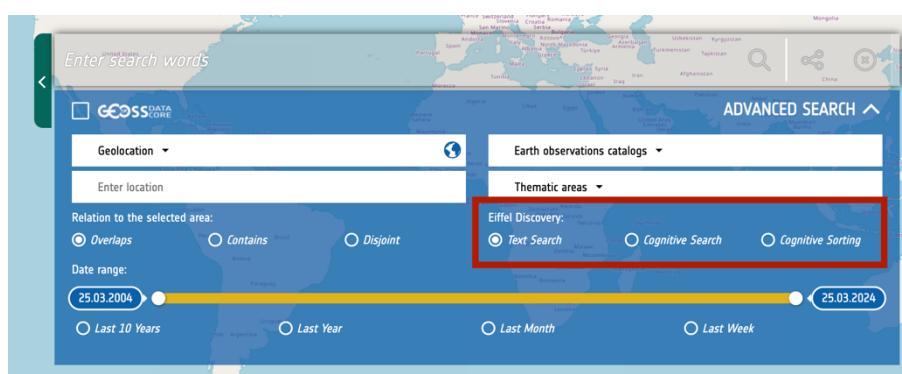 Mongolia
Enter search words
GEOSS DATA CORE
ADVANCED SEARCH
Geolocation
Earth observations catalogs
Enter location
Thematic areas
Relation to the selected area:
Eiffel Discovery:
Overlaps Contains Disjoint
Text Search Cognitive Search Cognitive Sorting
Date range:
25.03.2004 25.03.2024
Last 10 Years Last Year Last Month Last Week